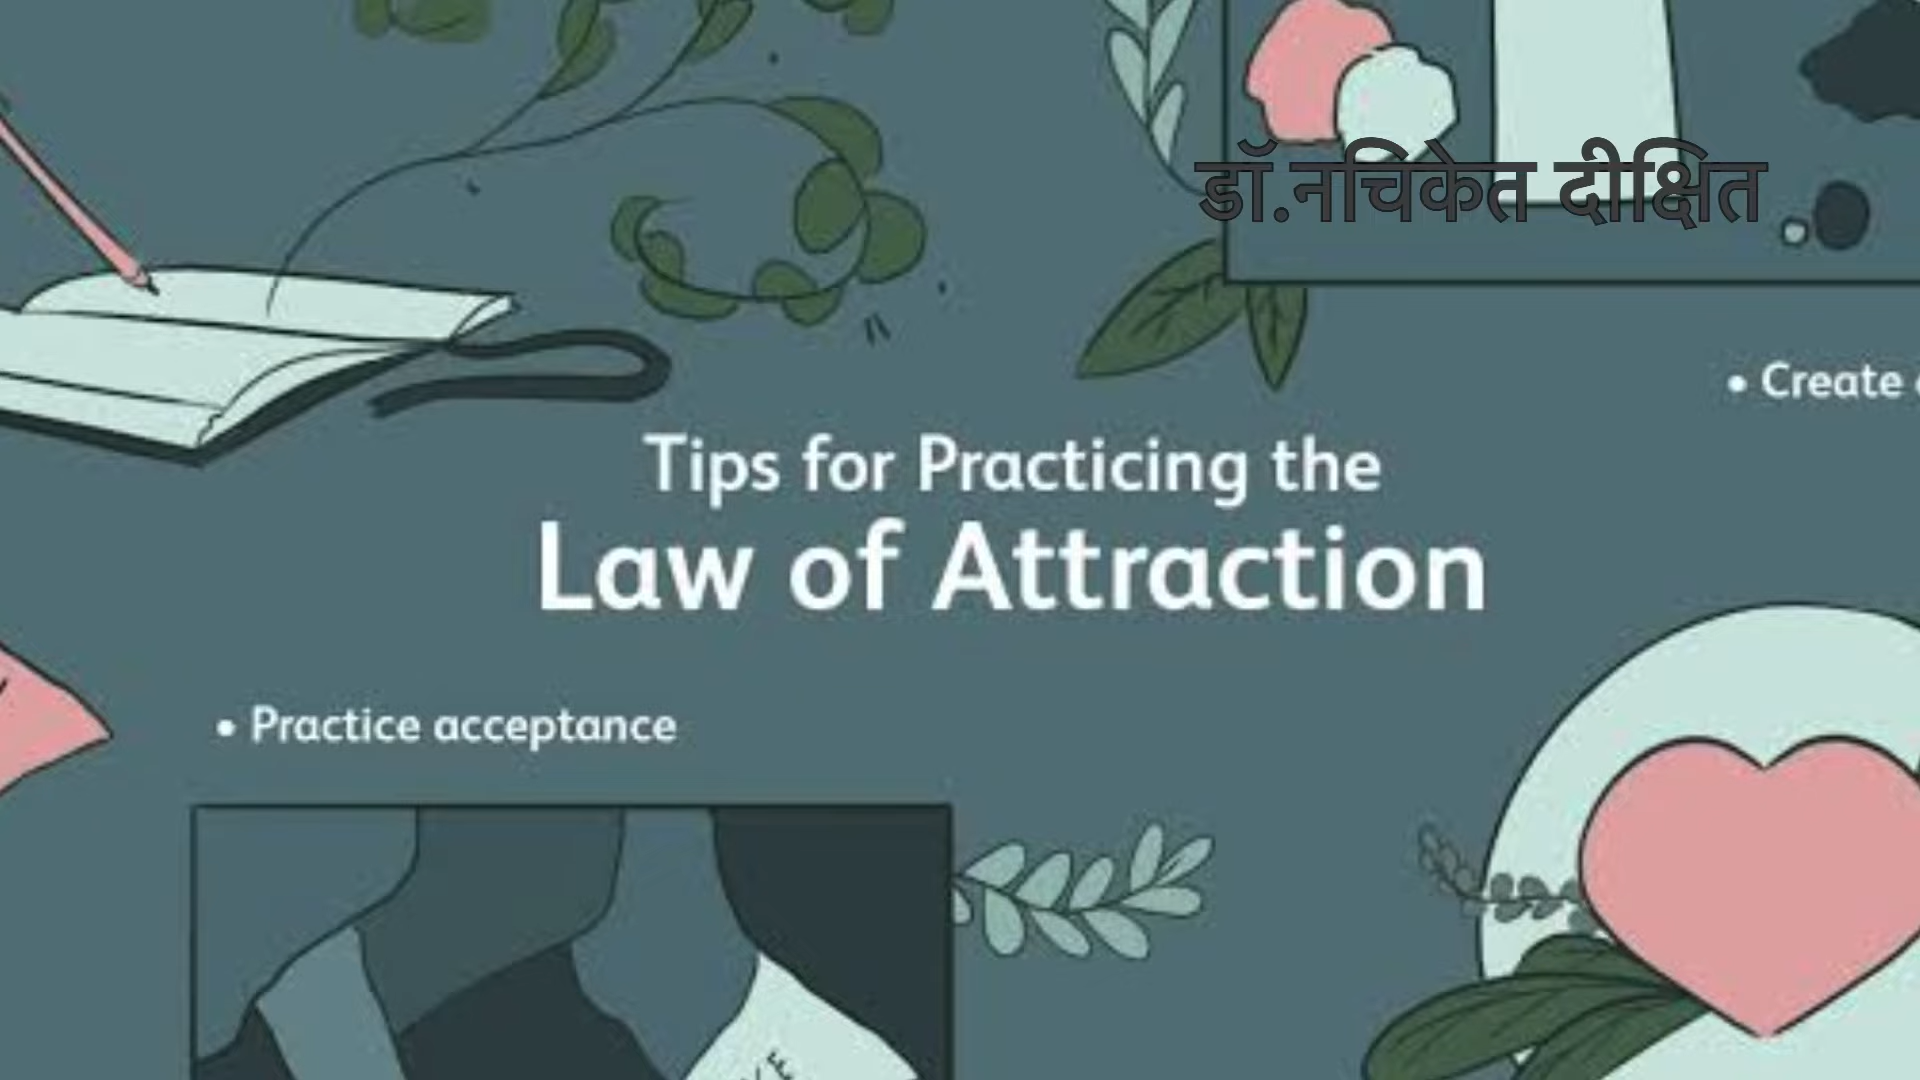 डॉ.नचिकेत दीक्षित
• Create
Tips for Practicing the
Law of Attraction
• Practice acceptance